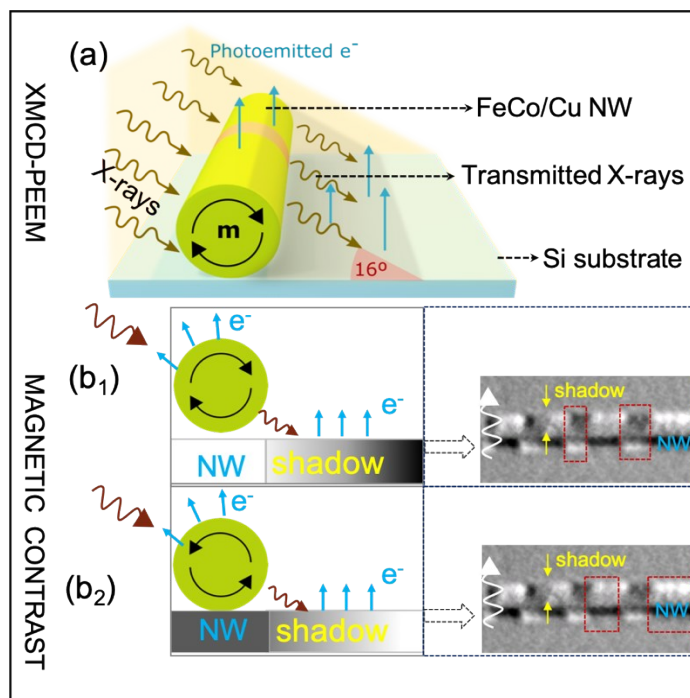 (a)
XMCD-PEEM
Photoemitted e⁻
X-rays
FeCo/Cu NW
Transmitted X-rays
Si substrate
m
16º
MAGNETIC CONTRAST
(b₁)
e⁻
e⁻
NW
shadow
shadow
NW
(b₂)
e⁻
e⁻
NW
shadow
shadow
NW